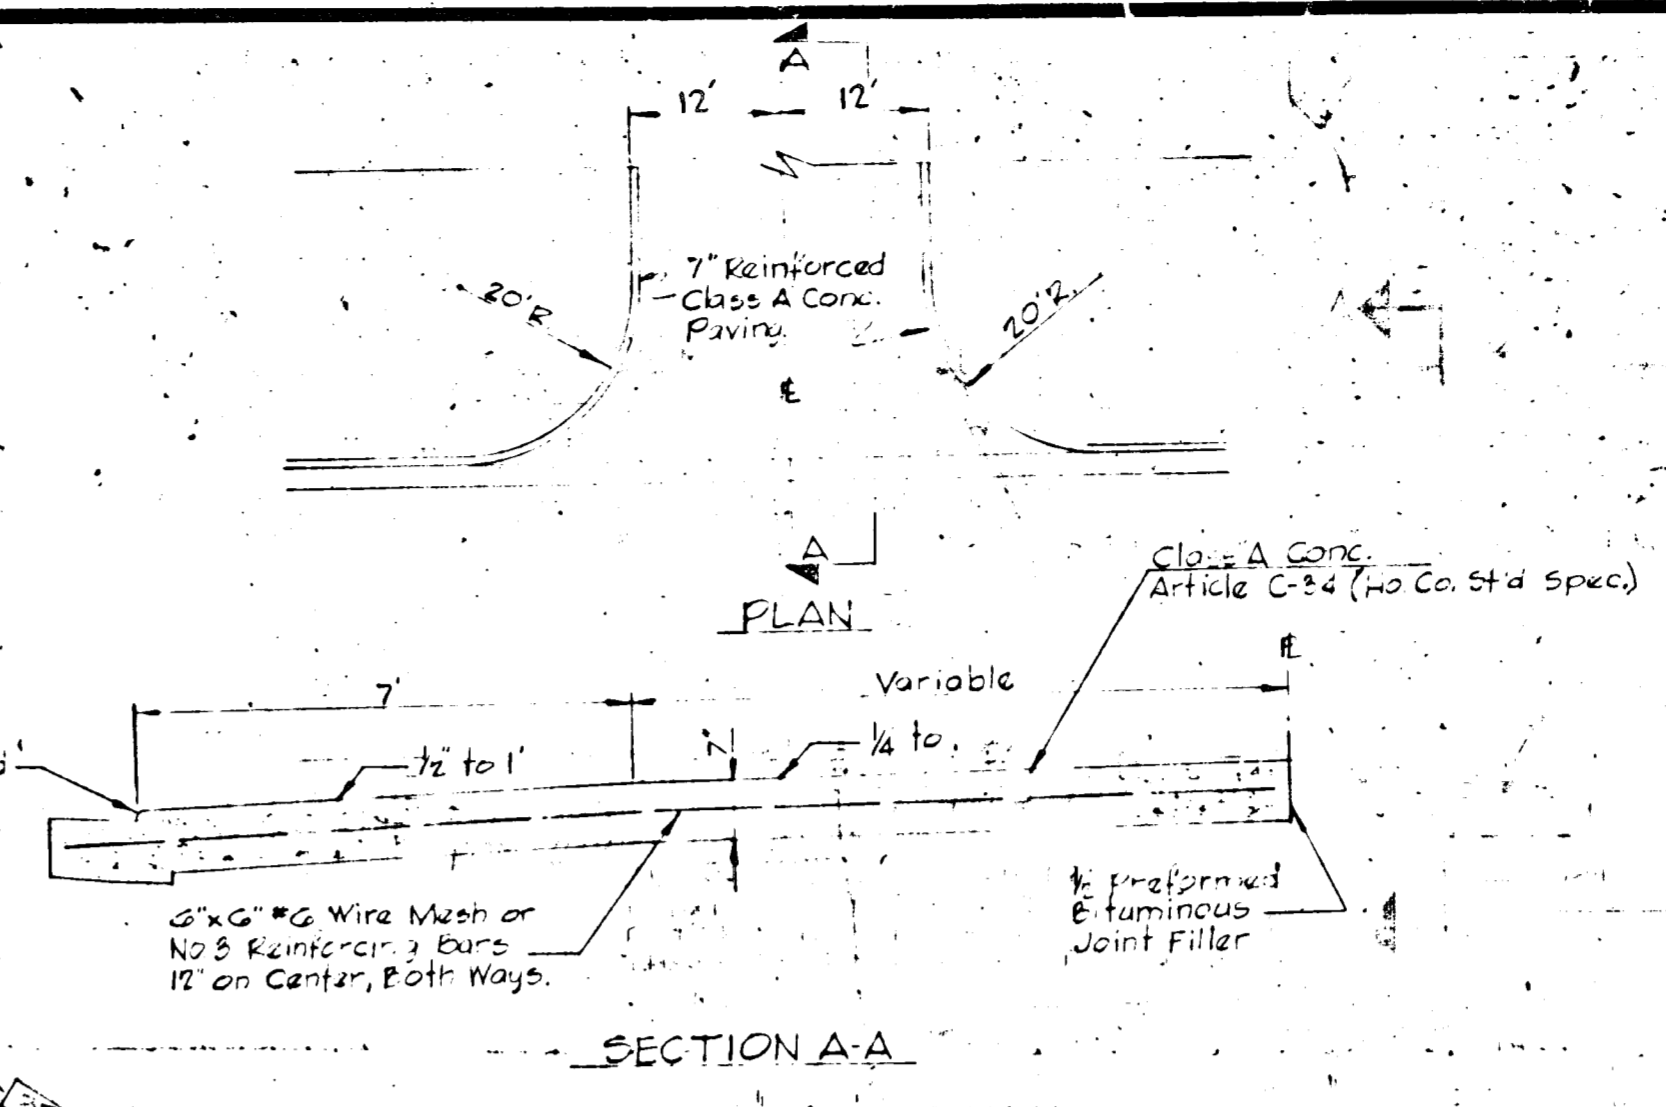 A
12' 12'
7" Reinforced
Class A Conc.
Paving.
20' R
20' R.
℄
A
A
PLAN
Class A Conc.
Article C-34 (Ho. Co. St'd Spec.)
7'
Variable
½" to 1'
7"
¼ to
6"x6" #6 Wire Mesh or
No 3 Reinforcing Bars
12" on Center, Both Ways.
½ Preformed
Bituminous
Joint Filler
SECTION A-A